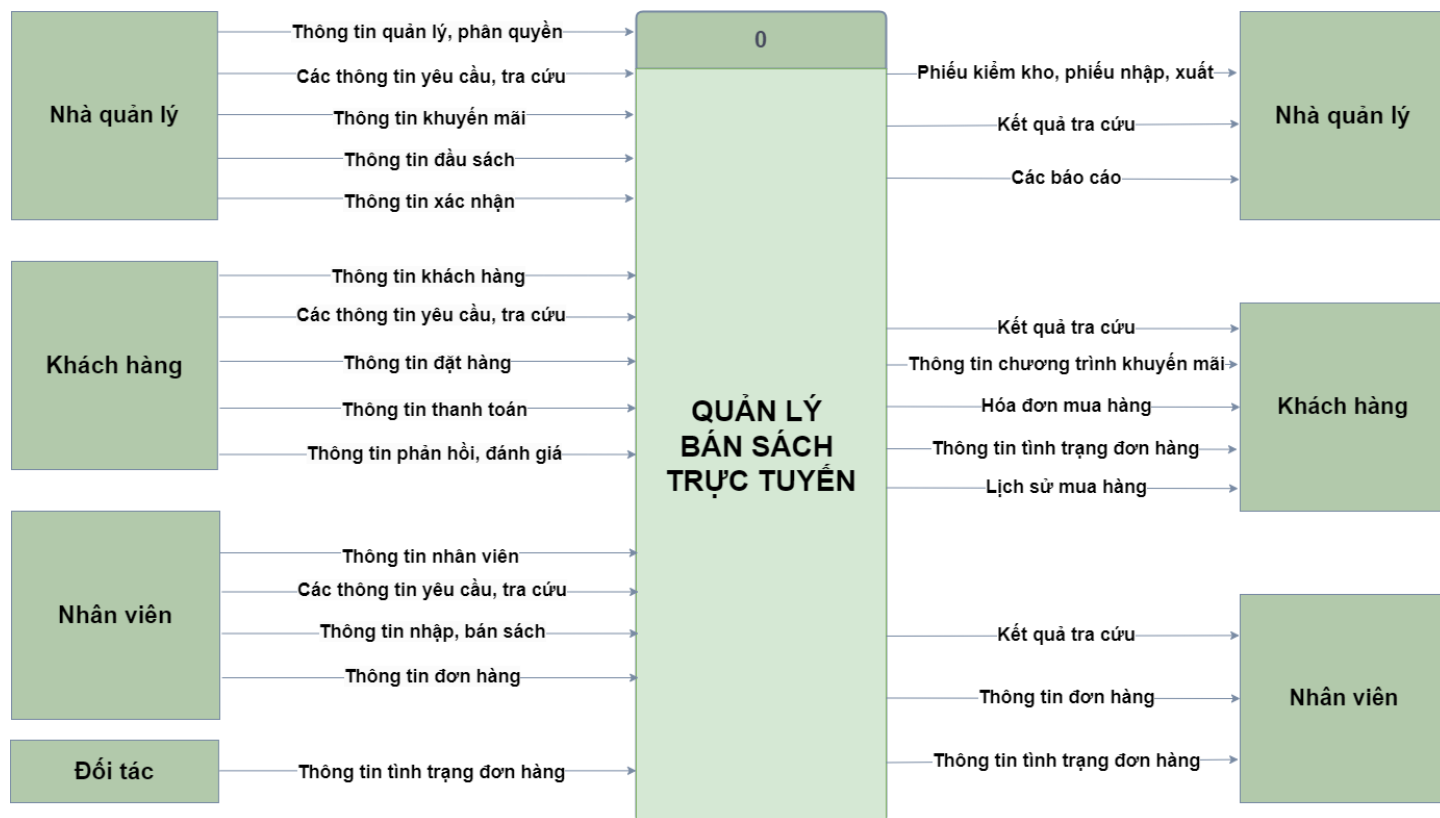 Nhà quản lý
Thông tin quản lý, phân quyền
Các thông tin yêu cầu, tra cứu
Thông tin khuyến mãi
Thông tin đầu sách
Thông tin xác nhận
Khách hàng
Thông tin khách hàng
Các thông tin yêu cầu, tra cứu
Thông tin đặt hàng
Thông tin thanh toán
Thông tin phản hồi, đánh giá
Nhân viên
Thông tin nhân viên
Các thông tin yêu cầu, tra cứu
Thông tin nhập, bán sách
Thông tin đơn hàng
Đối tác
Thông tin tình trạng đơn hàng
0
QUẢN LÝ
BÁN SÁCH
TRỰC TUYẾN
Phiếu kiểm kho, phiếu nhập, xuất
Kết quả tra cứu
Các báo cáo
Nhà quản lý
Kết quả tra cứu
Thông tin chương trình khuyến mãi
Hóa đơn mua hàng
Thông tin tình trạng đơn hàng
Lịch sử mua hàng
Khách hàng
Kết quả tra cứu
Thông tin đơn hàng
Thông tin tình trạng đơn hàng
Nhân viên